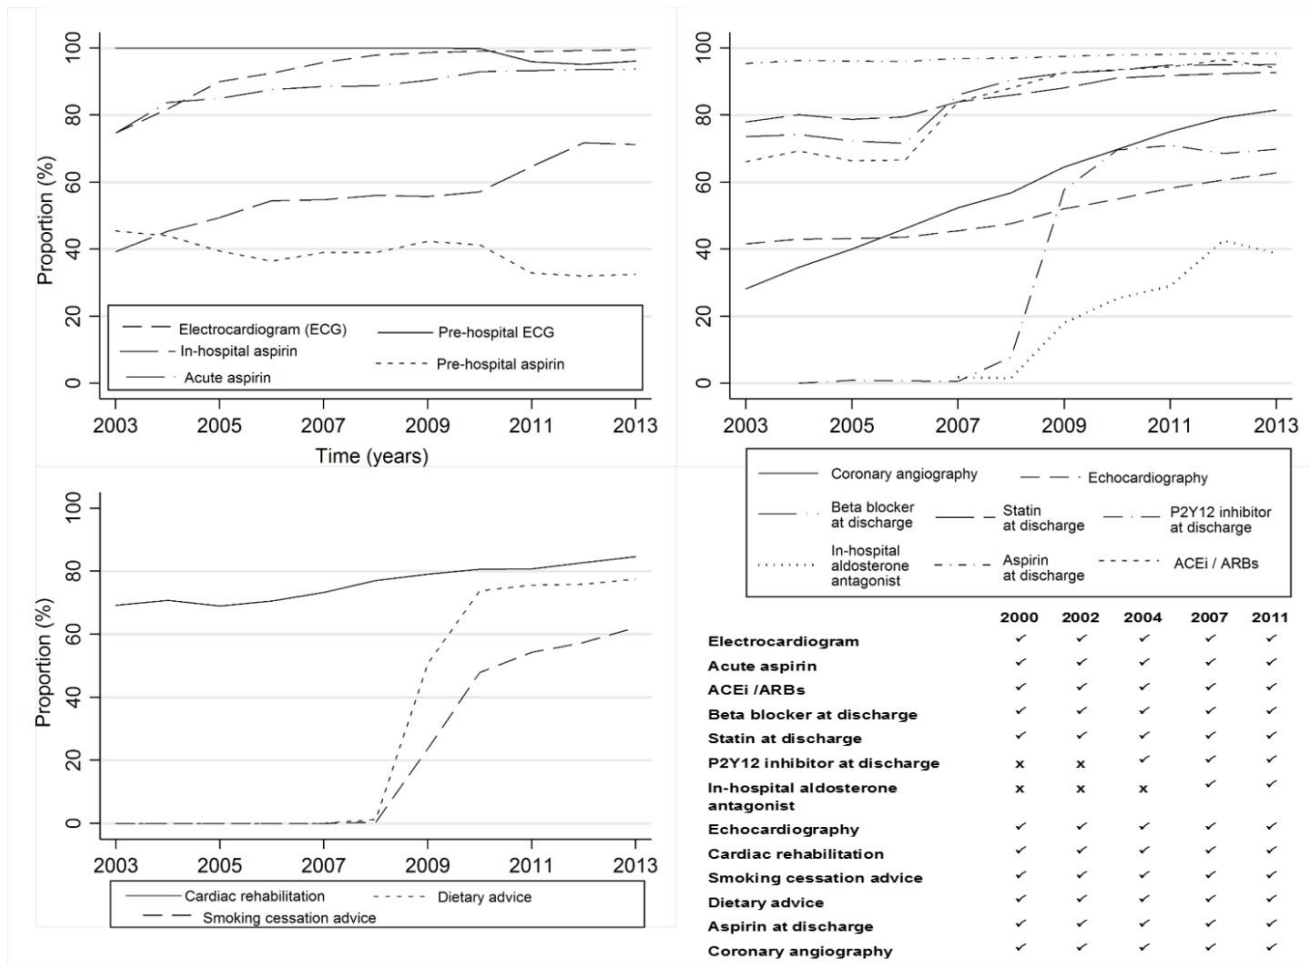 100
80
60
40
20
0
Proportion (%)
Electrocardiogram (ECG)
Pre-hospital ECG
In-hospital aspirin
Pre-hospital aspirin
Acute aspirin
2003 2005 2007 2009 2011 2013
Time (years)
100
80
60
40
20
0
2003 2005 2007 2009 2011 2013
Coronary angiography
Echocardiography
Beta blocker
at discharge
Statin
at discharge
P2Y12 inhibitor
at discharge
In-hospital
aldosterone
antagonist
Aspirin
at discharge
ACEi / ARBs
100
80
60
40
20
0
Proportion (%)
2003 2005 2007 2009 2011 2013
Cardiac rehabilitation
Dietary advice
Smoking cessation advice
2000 2002 2004 2007 2011
Electrocardiogram ✓ ✓ ✓ ✓ ✓
Acute aspirin ✓ ✓ ✓ ✓ ✓
ACEi /ARBs ✓ ✓ ✓ ✓ ✓
Beta blocker at discharge ✓ ✓ ✓ ✓ ✓
Statin at discharge ✓ ✓ ✓ ✓ ✓
P2Y12 inhibitor at discharge x x ✓ ✓ ✓
In-hospital aldosterone x x x ✓ ✓
antagonist
Echocardiography ✓ ✓ ✓ ✓ ✓
Cardiac rehabilitation ✓ ✓ ✓ ✓ ✓
Smoking cessation advice ✓ ✓ ✓ ✓ ✓
Dietary advice ✓ ✓ ✓ ✓ ✓
Aspirin at discharge ✓ ✓ ✓ ✓ ✓
Coronary angiography ✓ ✓ ✓ ✓ ✓